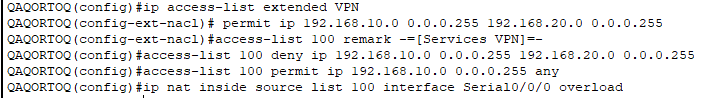 QAQORTOQ(config)#ip access-list extended VPN
QAQORTOQ(config-ext-nacl)# permit ip 192.168.10.0 0.0.0.255 192.168.20.0 0.0.0.255
QAQORTOQ(config-ext-nacl)#access-list 100 remark -=[Services VPN]=-
QAQORTOQ(config)#access-list 100 deny ip 192.168.10.0 0.0.0.255 192.168.20.0 0.0.0.255
QAQORTOQ(config)#access-list 100 permit ip 192.168.10.0 0.0.0.255 any
QAQORTOQ(config)#ip nat inside source list 100 interface Serial0/0/0 overload